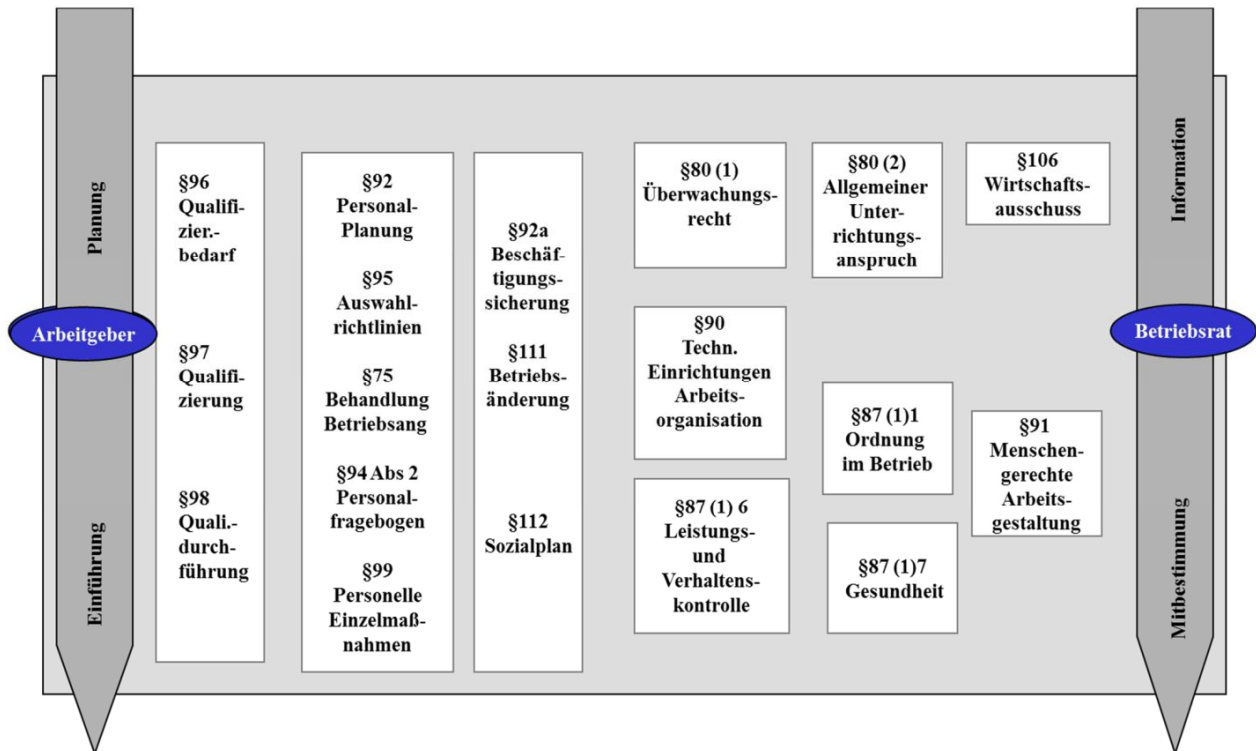 Planung
Arbeitgeber
Einführung
§96
Qualifi-
zier.-
bedarf
§97
Qualifi-
zierung
§98
Quali.-
durch-
führung
§92
Personal-
Planung
§95
Auswahl-
richtlinien
§75
Behandlung
Betriebsang
§94 Abs 2
Personal-
fragebogen
§99
Personelle
Einzelmaß-
nahmen
§92a
Beschäf-
tigungs-
sicherung
§111
Betriebs-
änderung
§112
Sozialplan
§80 (1)
Überwachungs-
recht
§90
Techn.
Einrichtungen
Arbeits-
organisation
§87 (1) 6
Leistungs-
und
Verhaltens-
kontrolle
§80 (2)
Allgemeiner
Unter-
richtungs-
anspruch
§87 (1)1
Ordnung
im Betrieb
§87 (1)7
Gesundheit
§106
Wirtschafts-
ausschuss
§91
Menschen-
gerechte
Arbeits-
gestaltung
Information
Betriebsrat
Mitbestimmung